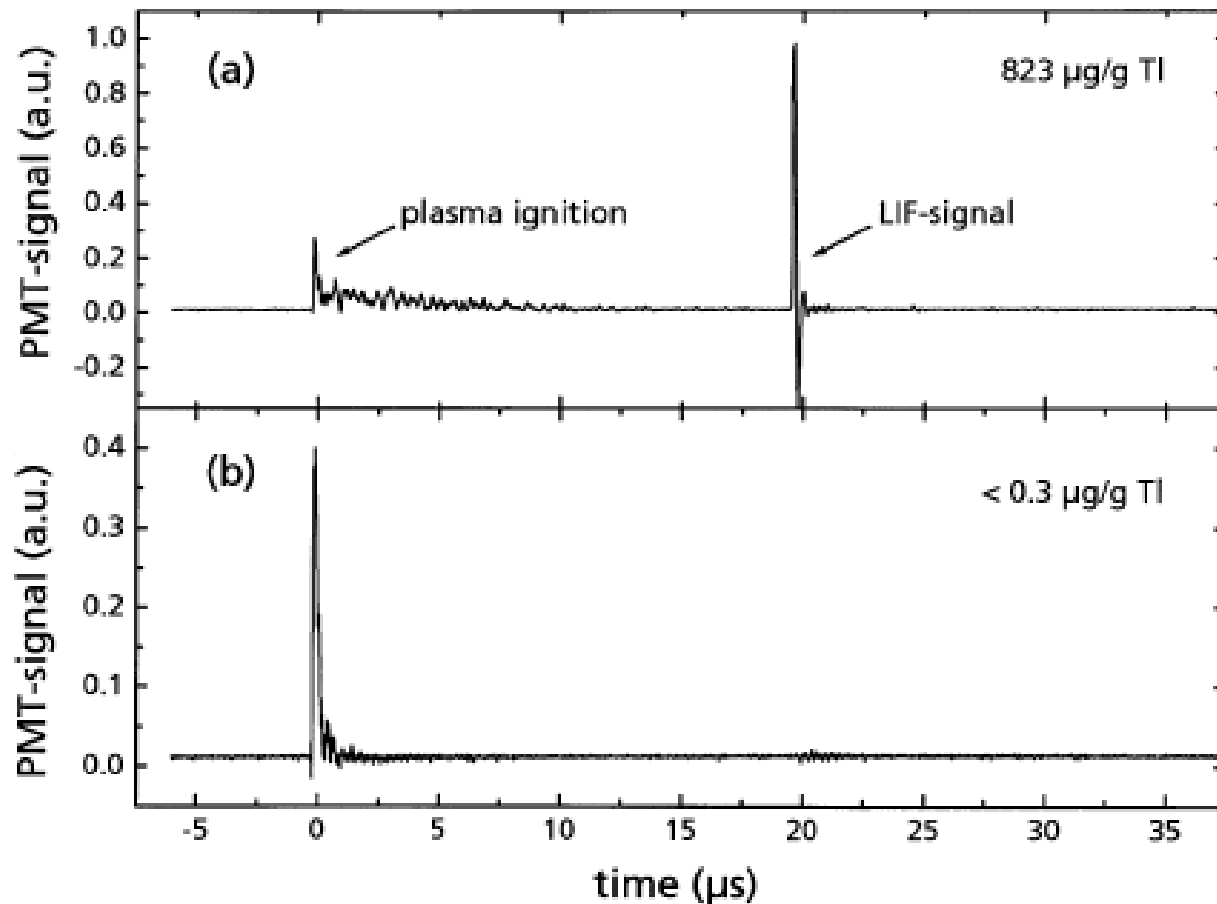 PMT-signal (a.u.)
1.0
0.8
0.6
0.4
0.2
0.0
-0.2
(a)
823 µg/g Tl
plasma ignition
LIF-signal
PMT-signal (a.u.)
0.4
0.3
0.2
0.1
0.0
(b)
< 0.3 µg/g Tl
-5 0 5 10 15 20 25 30 35
time (µs)